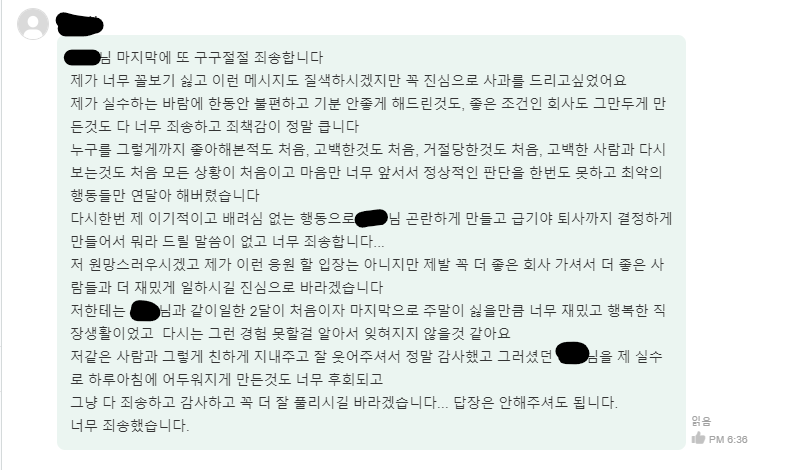 님 마지막에 또 구구절절 죄송합니다
제가 너무 꼴보기 싫고 이런 메시지도 질색하시겠지만 꼭 진심으로 사과를 드리고싶었어요
제가 실수하는 바람에 한동안 불편하고 기분 안좋게 해드린것도, 좋은 조건인 회사도 그만두게 만
든것도 다 너무 죄송하고 죄책감이 정말 큽니다
누구를 그렇게까지 좋아해본적도 처음, 고백한것도 처음, 거절당한것도 처음, 고백한 사람과 다시
보는것도 처음 모든 상황이 처음이고 마음만 너무 앞서서 정상적인 판단을 한번도 못하고 최악의
행동들만 연달아 해버렸습니다
다시한번 제 이기적이고 배려심 없는 행동으로 님 곤란하게 만들고 급기야 퇴사까지 결정하게
만들어서 뭐라 드릴 말씀이 없고 너무 죄송합니다...
저 원망스러우시겠고 제가 이런 응원 할 입장는 아니지만 제발 꼭 더 좋은 회사 가셔서 더 좋은 사
람들과 더 재밌게 일하시길 진심으로 바라겠습니다
저한테는 님과 같이일한 2달이 처음이자 마지막으로 주말이 싫을만큼 너무 재밌고 행복한 직
장생활이었고 다시는 그런 경험 못할걸 알아서 잊혀지지 않을것 같아요
저같은 사람과 그렇게 친하게 지내주고 잘 웃어주셔서 정말 감사했고 그러셨던 님을 제 실수
로 하루아침에 어두워지게 만든것도 너무 후회되고
그냥 다 죄송하고 감사하고 꼭 더 잘 풀리시길 바라겠습니다... 답장은 안해주셔도 됩니다.
너무 죄송했습니다.
읽음
PM 6:36